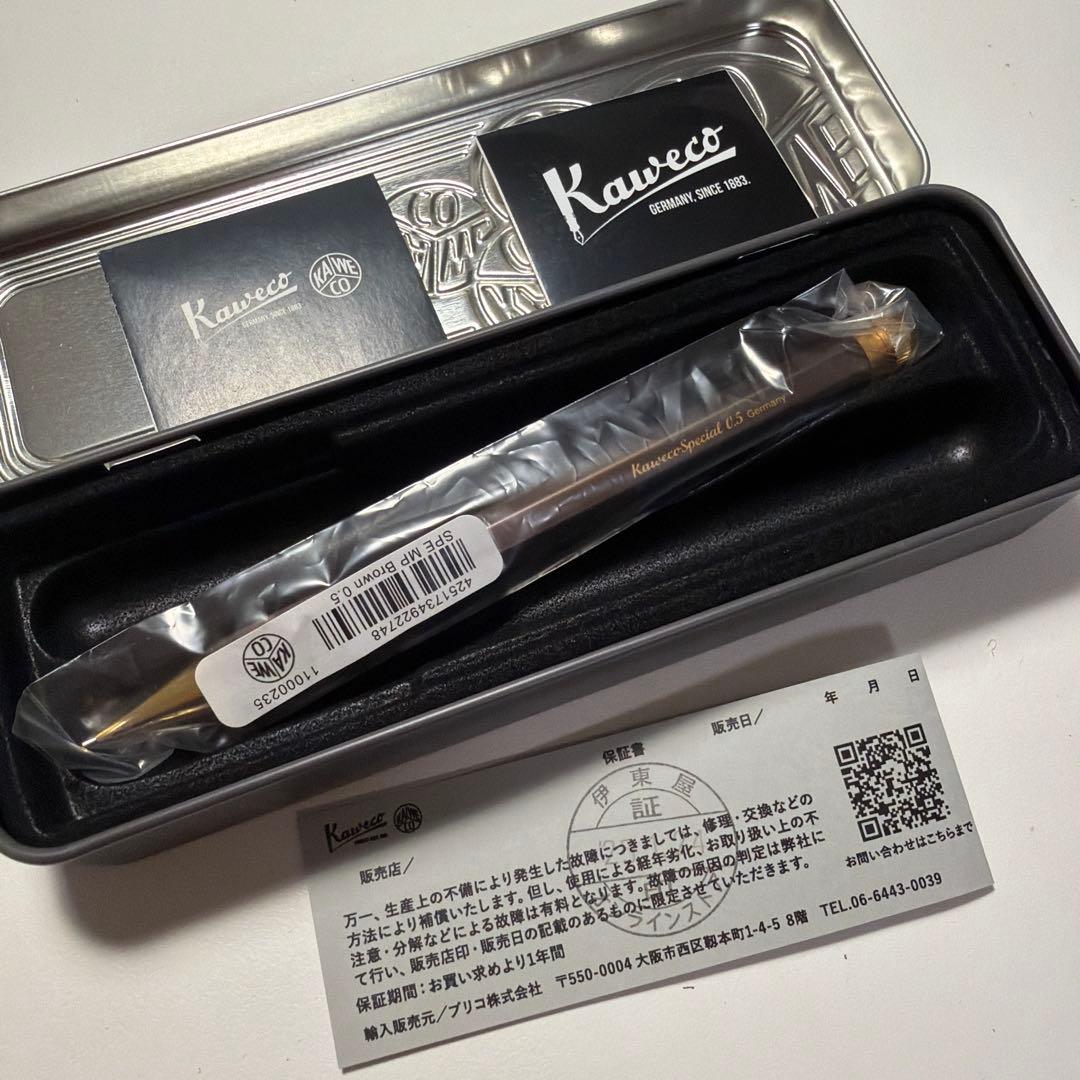 Kaweco
GERMANY, SINCE 1883.
Kaweco
GERMANY, SINCE 1883.
KA WE
CO
KawecoSpecial 0.5 Germany
SPE MP Brown 0.5
4251734922748
KA WE
CO
11000235
年 月 日
販売日/
保証書
Kaweco
KA WE
CO
伊東屋
証
販売店/
万一、生産上の不備により発生した故障につきましては、修理・交換などの
方法により補償いたします。但し、使用による経年劣化、お取り扱い上の不
注意・分解などによる故障は有料となります。故障の原因の判定は弊社に
て行い、販売店印・販売日の記載のあるものに限定させていただきます。
保証期間：お買い求めより1年間
輸入販売元/プリコ株式会社 〒550-0004 大阪市西区靱本町1-4-5 8階 TEL.06-6443-0039
お問い合わせはこちらまで